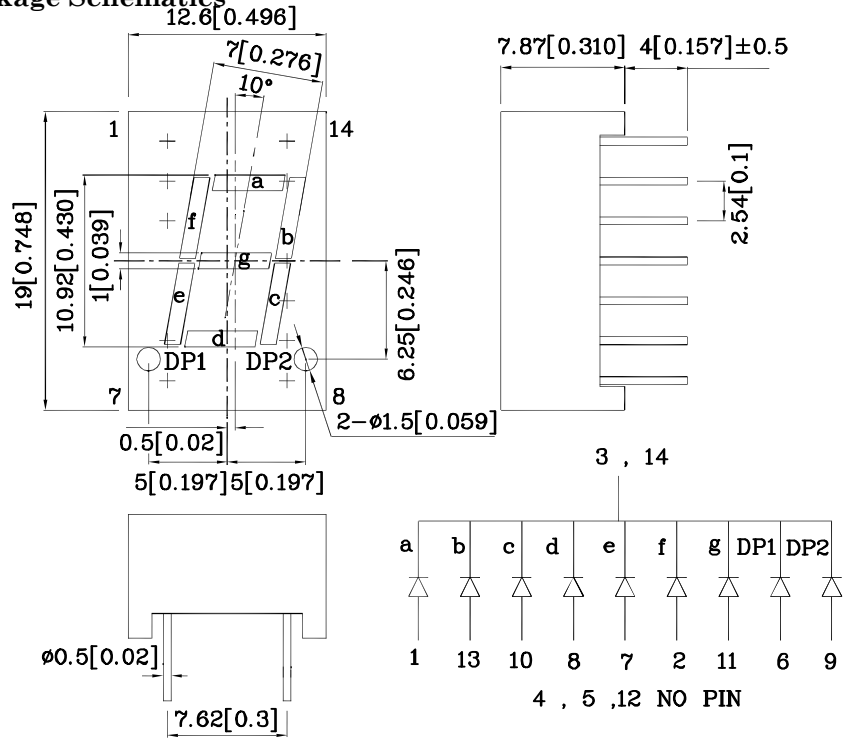 kage Schematics
12.6[0.496]
7[0.276]
10°
1
14
a
f
b
g
e
c
d
DP1
DP2
7
8
19[0.748]
10.92[0.430]
1[0.039]
6.25[0.246]
2-ø1.5[0.059]
0.5[0.02]
5[0.197]
5[0.197]
7.87[0.310]
4[0.157]±0.5
2.54[0.1]
ø0.5[0.02]
7.62[0.3]
3 , 14
a b c d e f g DP1 DP2
1 13 10 8 7 2 11 6 9
4 , 5 ,12 NO PIN